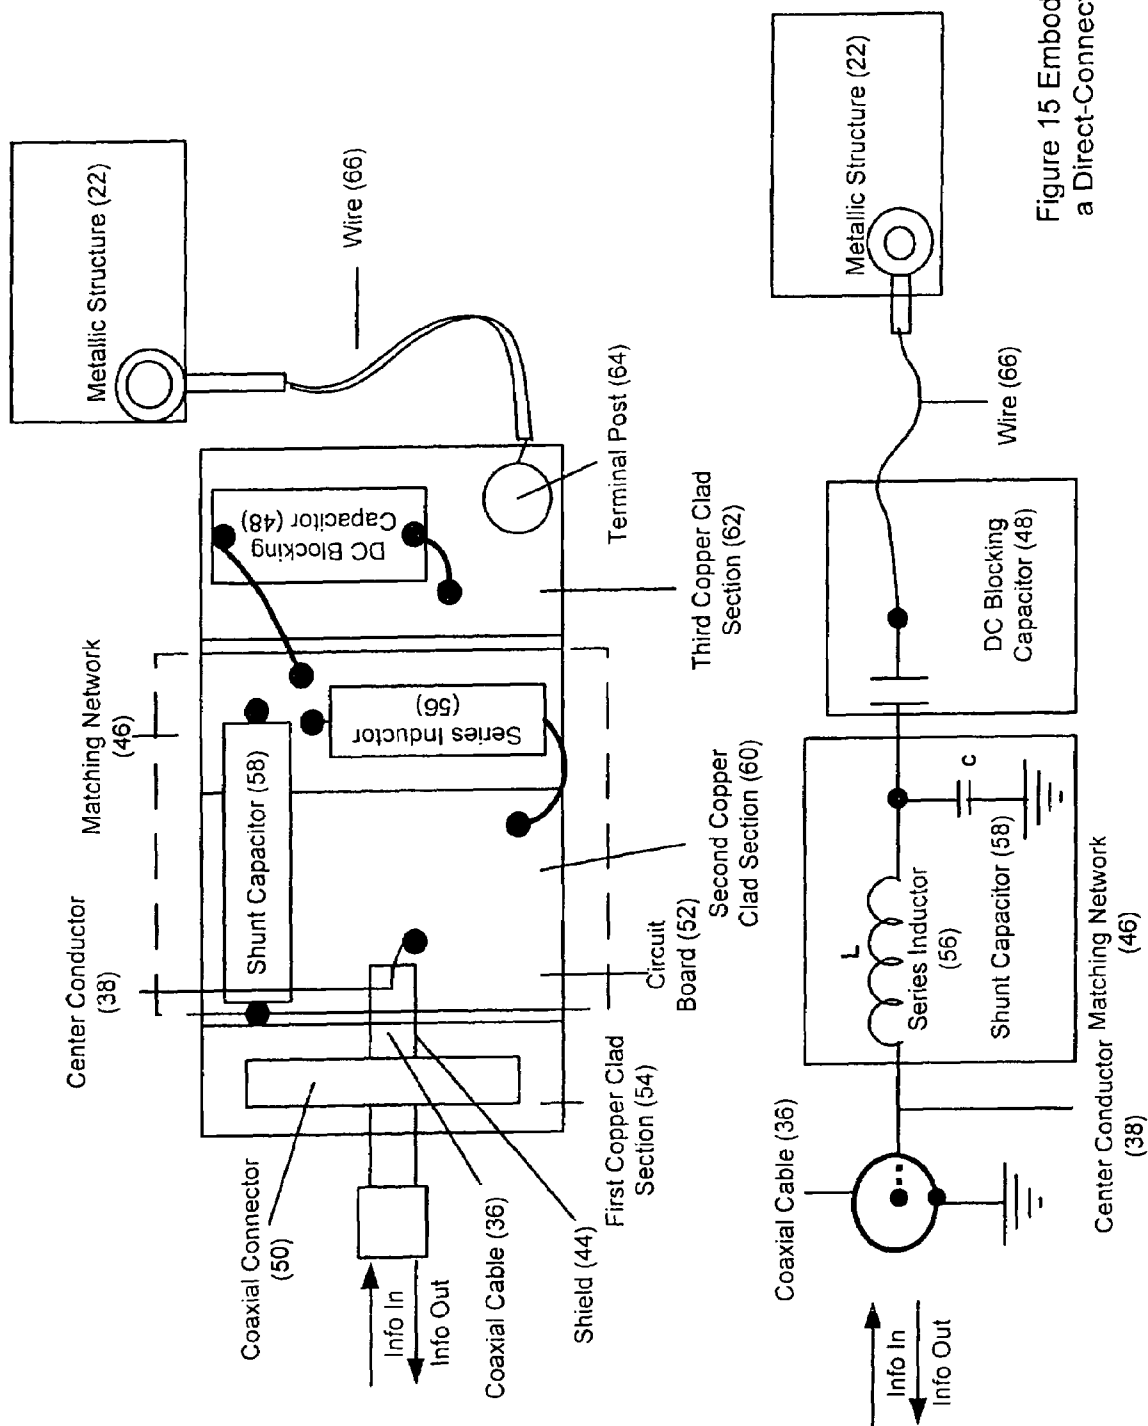 Metallic Structure (22)
Wire (66)
Matching Network
(46)
Center Conductor
(38)
Shunt Capacitor (58)
Series Inductor
(56)
DC Blocking
Capacitor (48)
Terminal Post (64)
Third Copper Clad
Section (62)
Second Copper
Clad Section (60)
Circuit
Board (52)
First Copper Clad
Section (54)
Coaxial Connector
(50)
Info In
Info Out
Coaxial Cable (36)
Shield (44)
Coaxial Cable (36)
Info In
Info Out
Center Conductor
(38)
L
Series Inductor
(56)
C
Shunt Capacitor (58)
Matching Network
(46)
DC Blocking
Capacitor (48)
Wire (66)
Metallic Structure (22)
Figure 15 Embod
a Direct-Connect